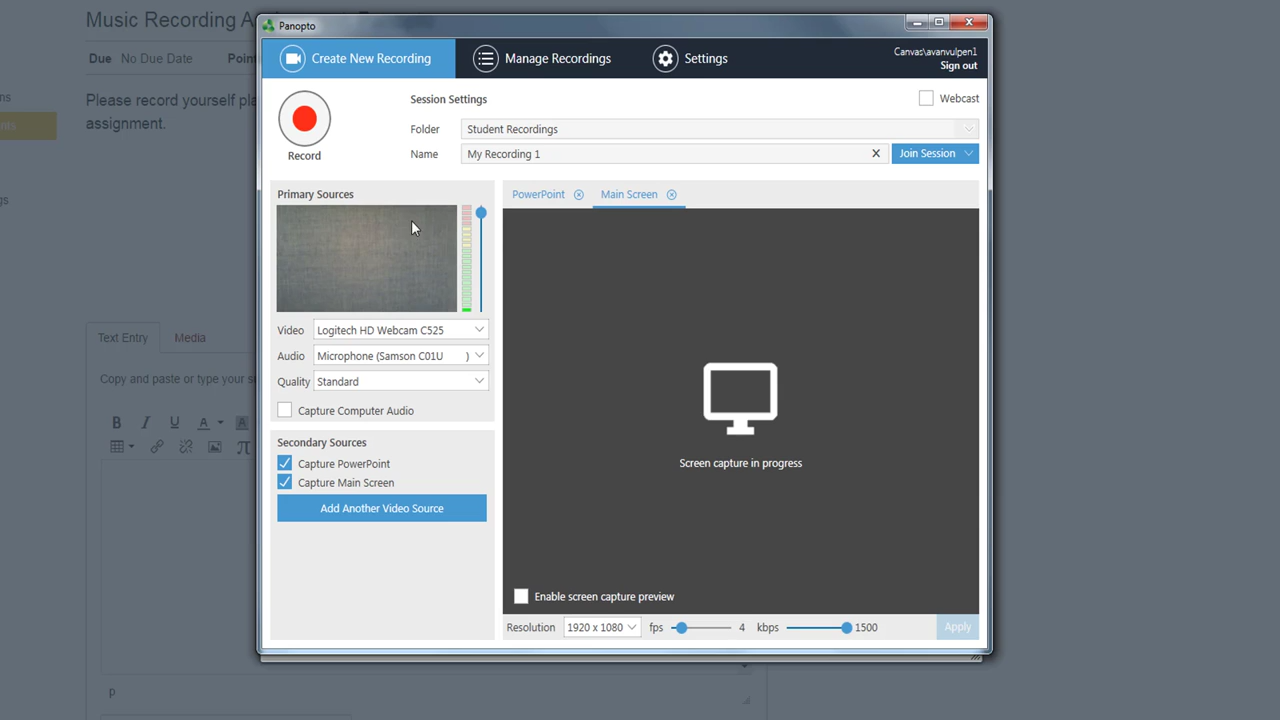 Music Recording A
Due No Due Date Point
Please record yourself pla
assignment.
Text Entry Media
Copy and paste or type your s
B I U A A
π
p
Panopto
Create New Recording Manage Recordings Settings
Canvas\avanvulpen1
Sign out
Record
Session Settings
Webcast
Folder Student Recordings
Name My Recording 1
Join Session
Primary Sources
Video Logitech HD Webcam C525
Audio Microphone (Samson C01U )
Quality Standard
Capture Computer Audio
Secondary Sources
Capture PowerPoint
Capture Main Screen
Add Another Video Source
PowerPoint Main Screen
Screen capture in progress
Enable screen capture preview
Resolution 1920 x 1080 fps 4 kbps 1500 Apply